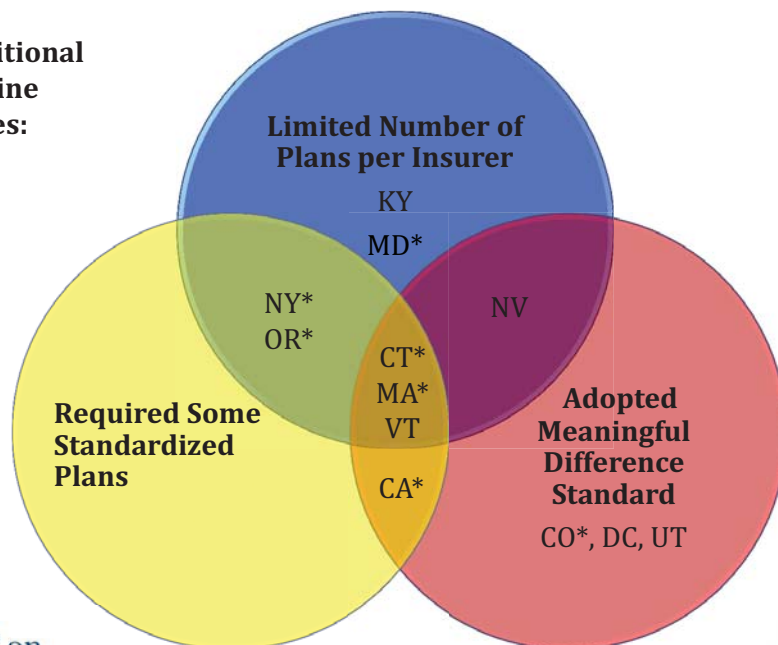 itional
ine
es:
Limited Number of
Plans per Insurer
KY
MD*
NY*
OR*
NV
CT*
MA*
VT
CA*
Required Some
Standardized
Plans
Adopted
Meaningful
Difference
Standard
CO*, DC, UT
on